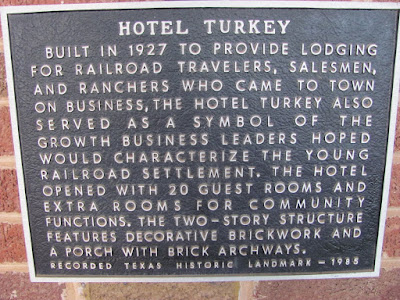 HOTEL TURKEY
BUILT IN 1927 TO PROVIDE LODGING
FOR RAILROAD TRAVELERS, SALESMEN,
AND RANCHERS WHO CAME TO TOWN
ON BUSINESS, THE HOTEL TURKEY ALSO
SERVED AS A SYMBOL OF THE
GROWTH BUSINESS LEADERS HOPED
WOULD CHARACTERIZE THE YOUNG
RAILROAD SETTLEMENT. THE HOTEL
OPENED WITH 20 GUEST ROOMS AND
EXTRA ROOMS FOR COMMUNITY
FUNCTIONS. THE TWO-STORY STRUCTURE
FEATURES DECORATIVE BRICKWORK AND
A PORCH WITH BRICK ARCHWAYS.
RECORDED TEXAS HISTORIC LANDMARK - 1985